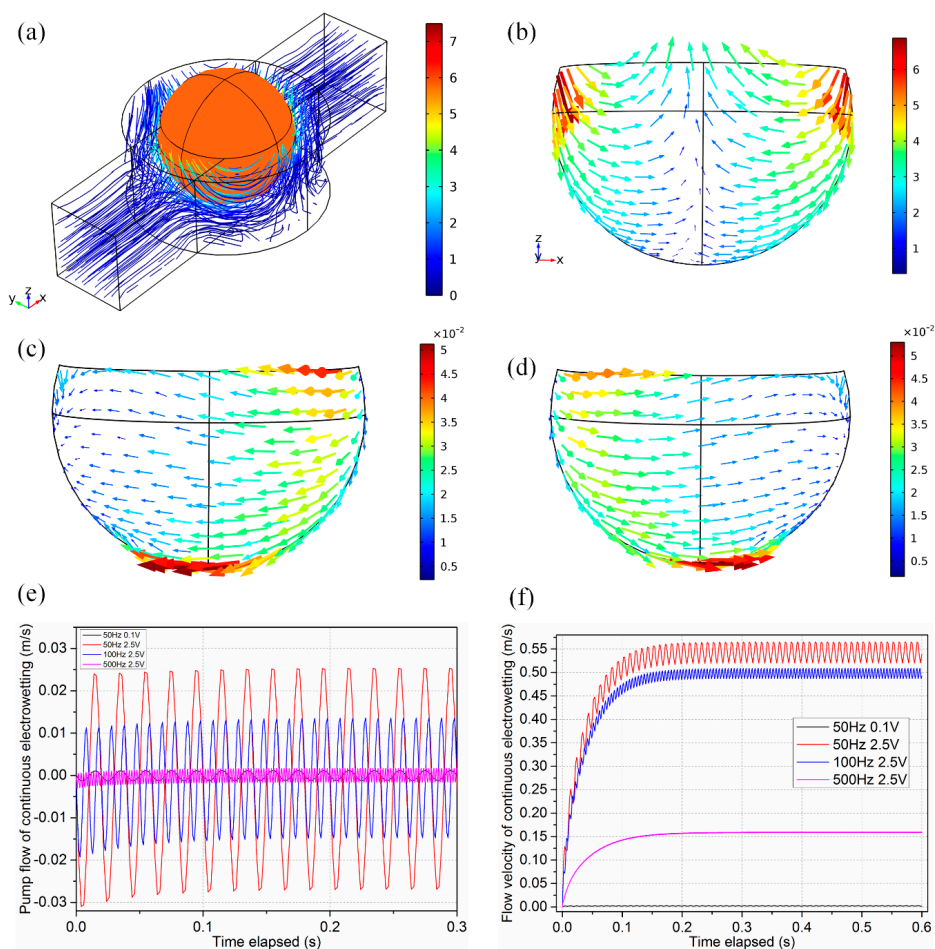 (a)
7
6
5
4
3
2
1
0
y z x
(b)
6
5
4
3
2
1
z
y x
(c)
×10⁻²
5
4.5
4
3.5
3
2.5
2
1.5
1
0.5
(d)
×10⁻²
5
4.5
4
3.5
3
2.5
2
1.5
1
0.5
(e)
Pump flow of continuous electrowetting (m/s)
0.03
0.02
0.01
0.00
-0.01
-0.02
-0.03
50Hz 0.1V
50Hz 2.5V
100Hz 2.5V
500Hz 2.5V
0.0 0.1 0.2 0.3
Time elapsed (s)
(f)
Flow velocity of continuous electrowetting (m/s)
0.55
0.50
0.45
0.40
0.35
0.30
0.25
0.20
0.15
0.10
0.05
0.00
50Hz 0.1V
50Hz 2.5V
100Hz 2.5V
500Hz 2.5V
0.0 0.1 0.2 0.3 0.4 0.5 0.6
Time elapsed (s)